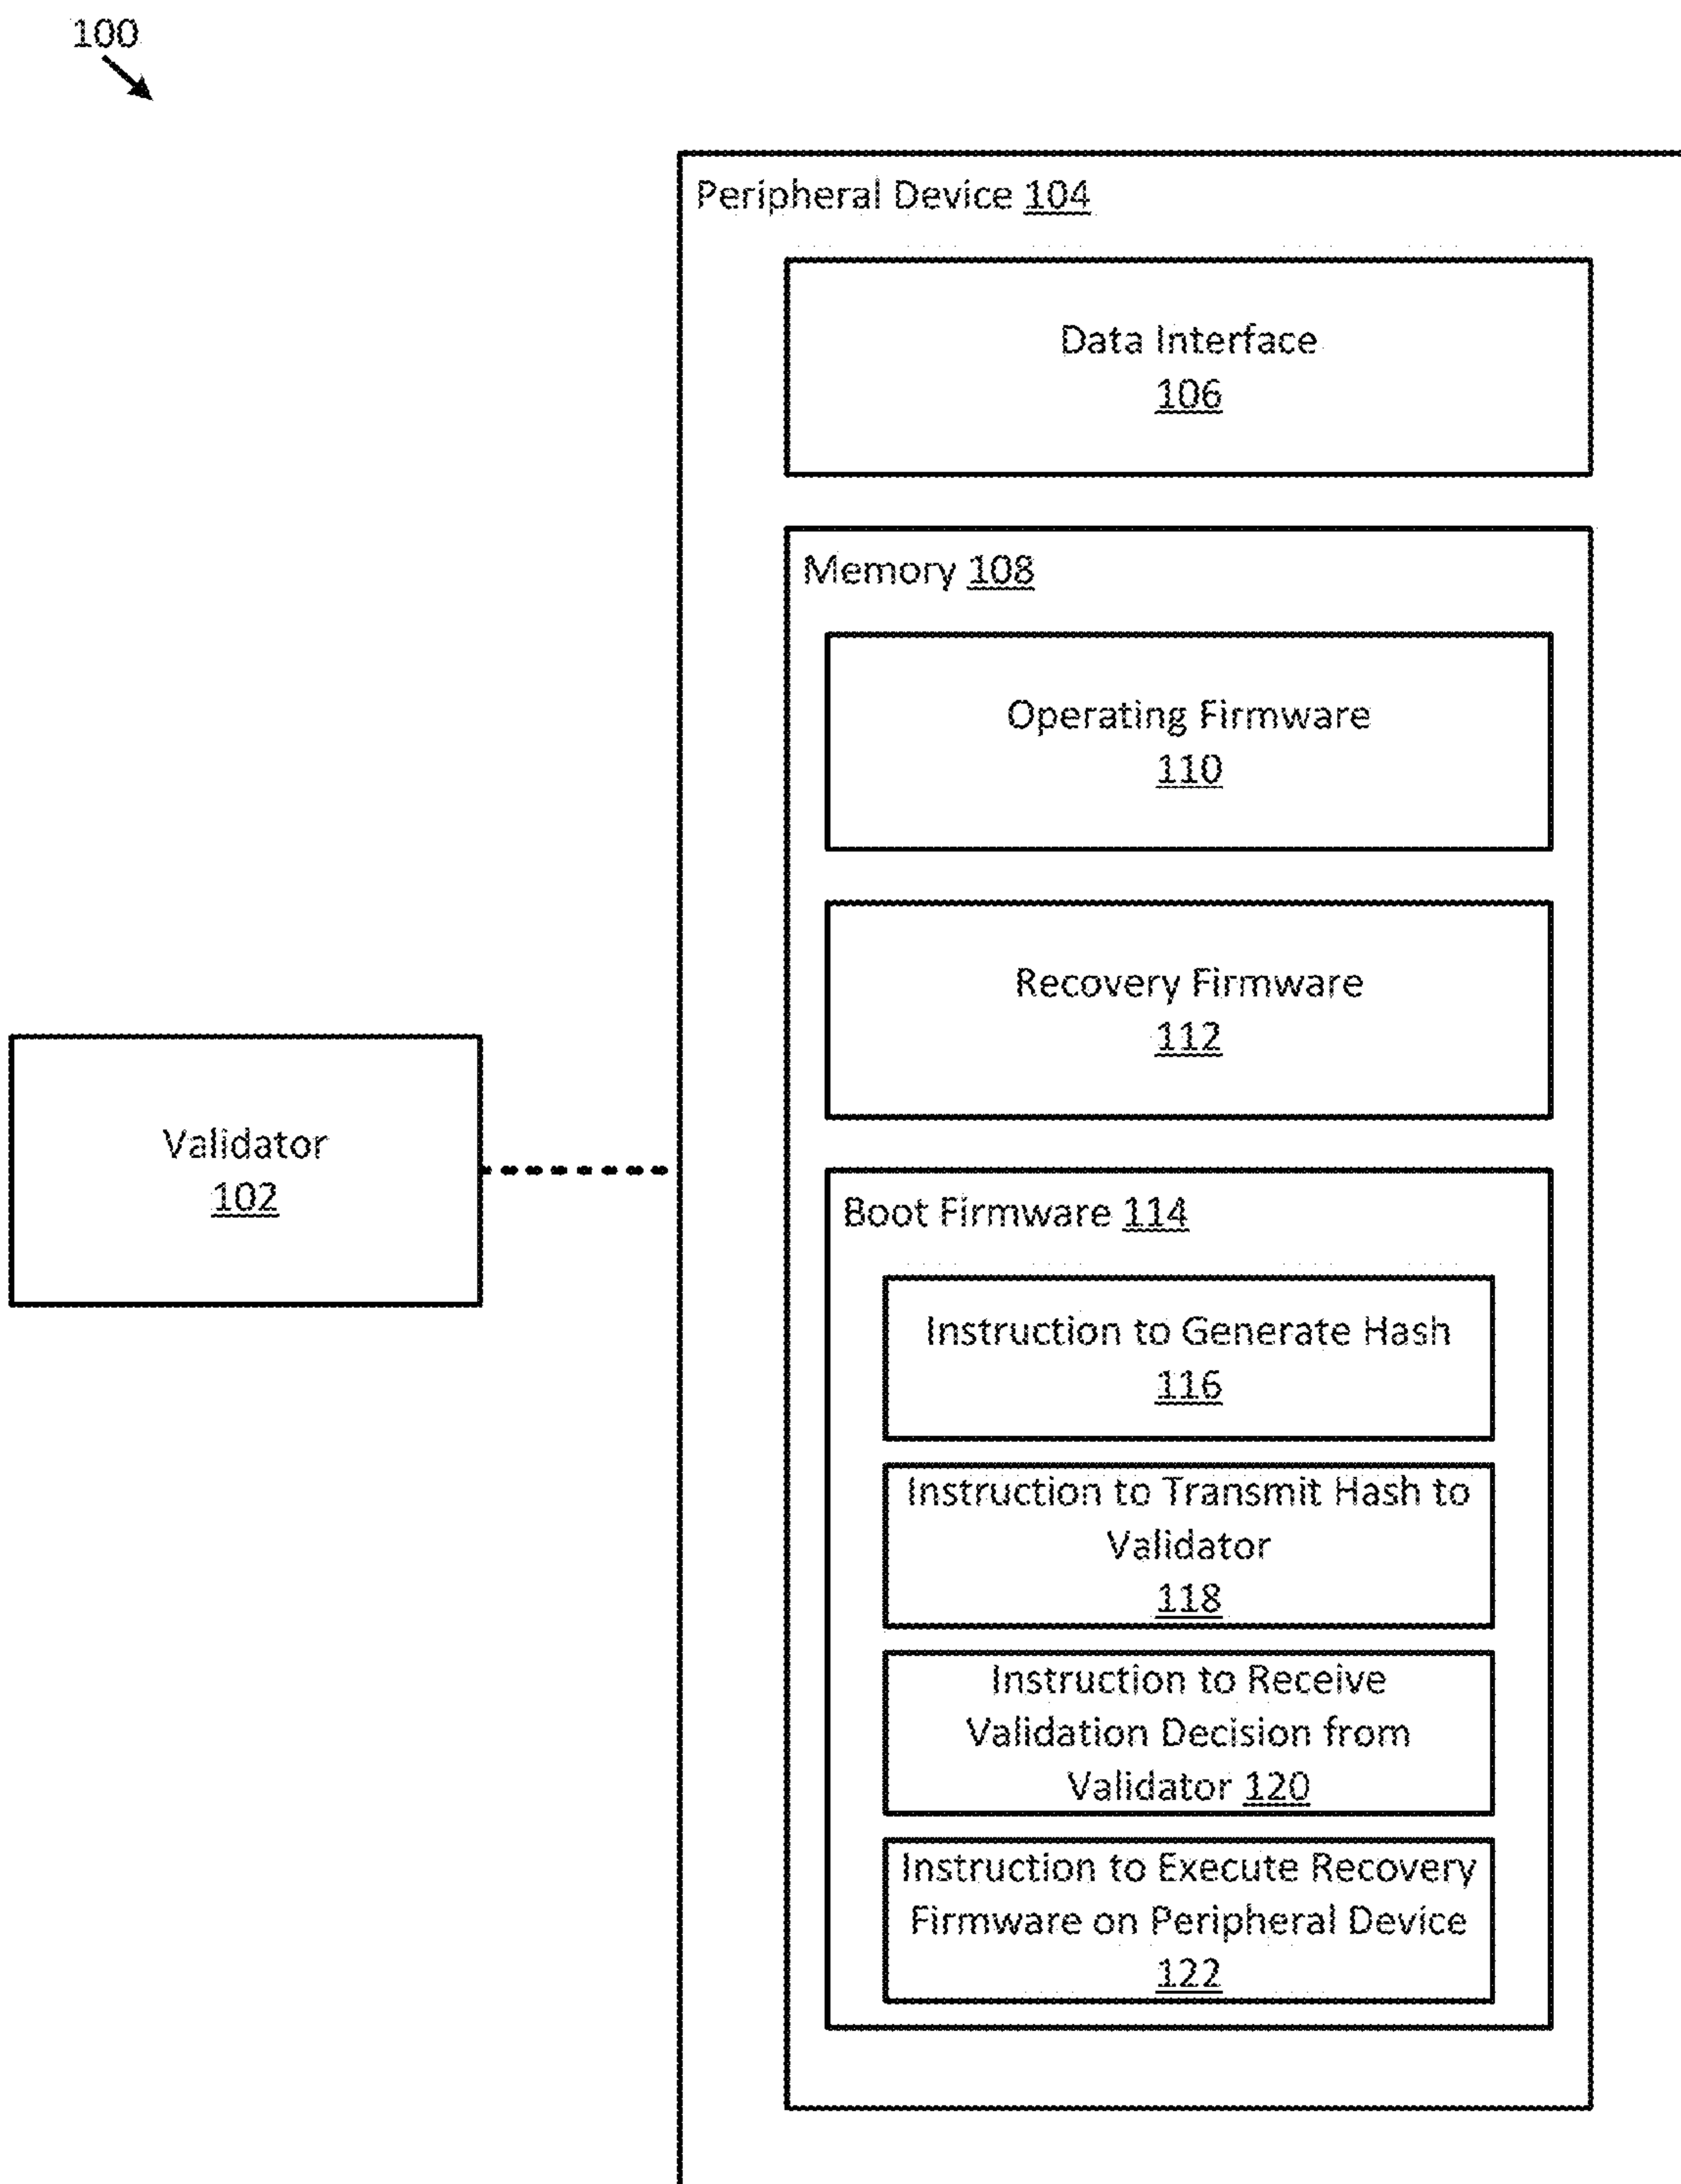 100
Peripheral Device 104
Data Interface
106
Memory 108
Operating Firmware
110
Recovery Firmware
112
Validator
102
Boot Firmware 114
Instruction to Generate Hash
116
Instruction to Transmit Hash to
Validator
118
Instruction to Receive
Validation Decision from
Validator 120
Instruction to Execute Recovery
Firmware on Peripheral Device
122